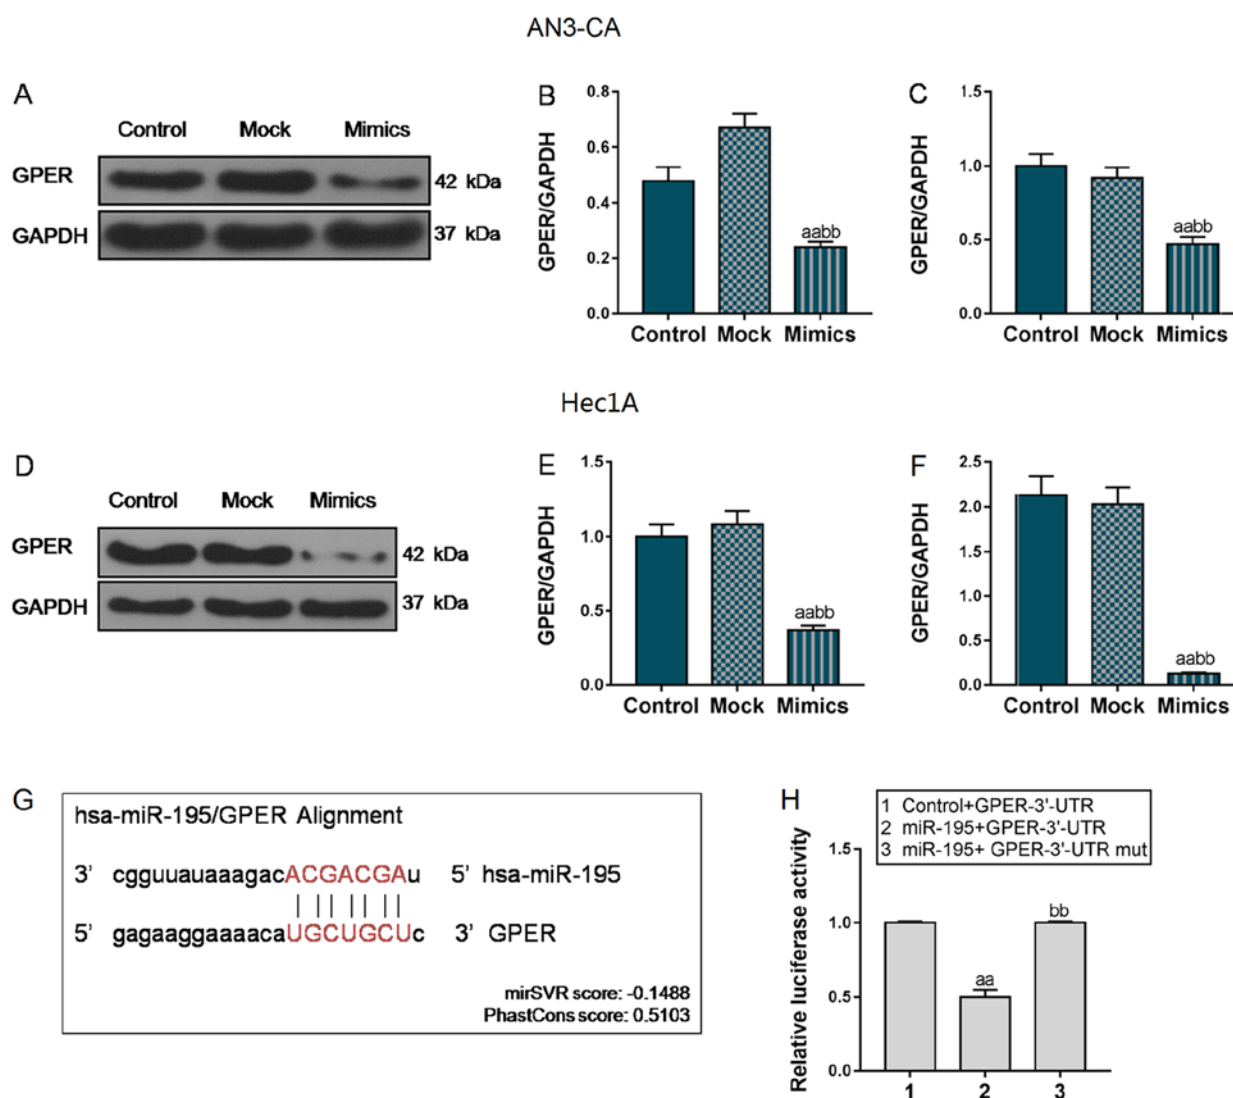 AN3-CA
A
Control Mock Mimics
GPER 42 kDa
GAPDH 37 kDa
B
GPER/GAPDH
0.8
0.6
0.4
0.2
0.0
aabb
Control Mock Mimics
C
GPER/GAPDH
1.5
1.0
0.5
0.0
aabb
Control Mock Mimics
Hec1A
D
Control Mock Mimics
GPER 42 kDa
GAPDH 37 kDa
E
GPER/GAPDH
1.5
1.0
0.5
0.0
aabb
Control Mock Mimics
F
GPER/GAPDH
2.5
2.0
1.5
1.0
0.5
0.0
aabb
Control Mock Mimics
G
hsa-miR-195/GPER Alignment
3' cgguuauaaagacACGACGAu 5' hsa-miR-195
5' gagaaggaaaacaUGCUGCUc 3' GPER
mirSVR score: -0.1488
PhastCons score: 0.5103
H
1 Control+GPER-3'-UTR
2 miR-195+GPER-3'-UTR
3 miR-195+ GPER-3'-UTR mut
Relative luciferase activity
1.5
1.0
0.5
0.0
aa
bb
1 2 3